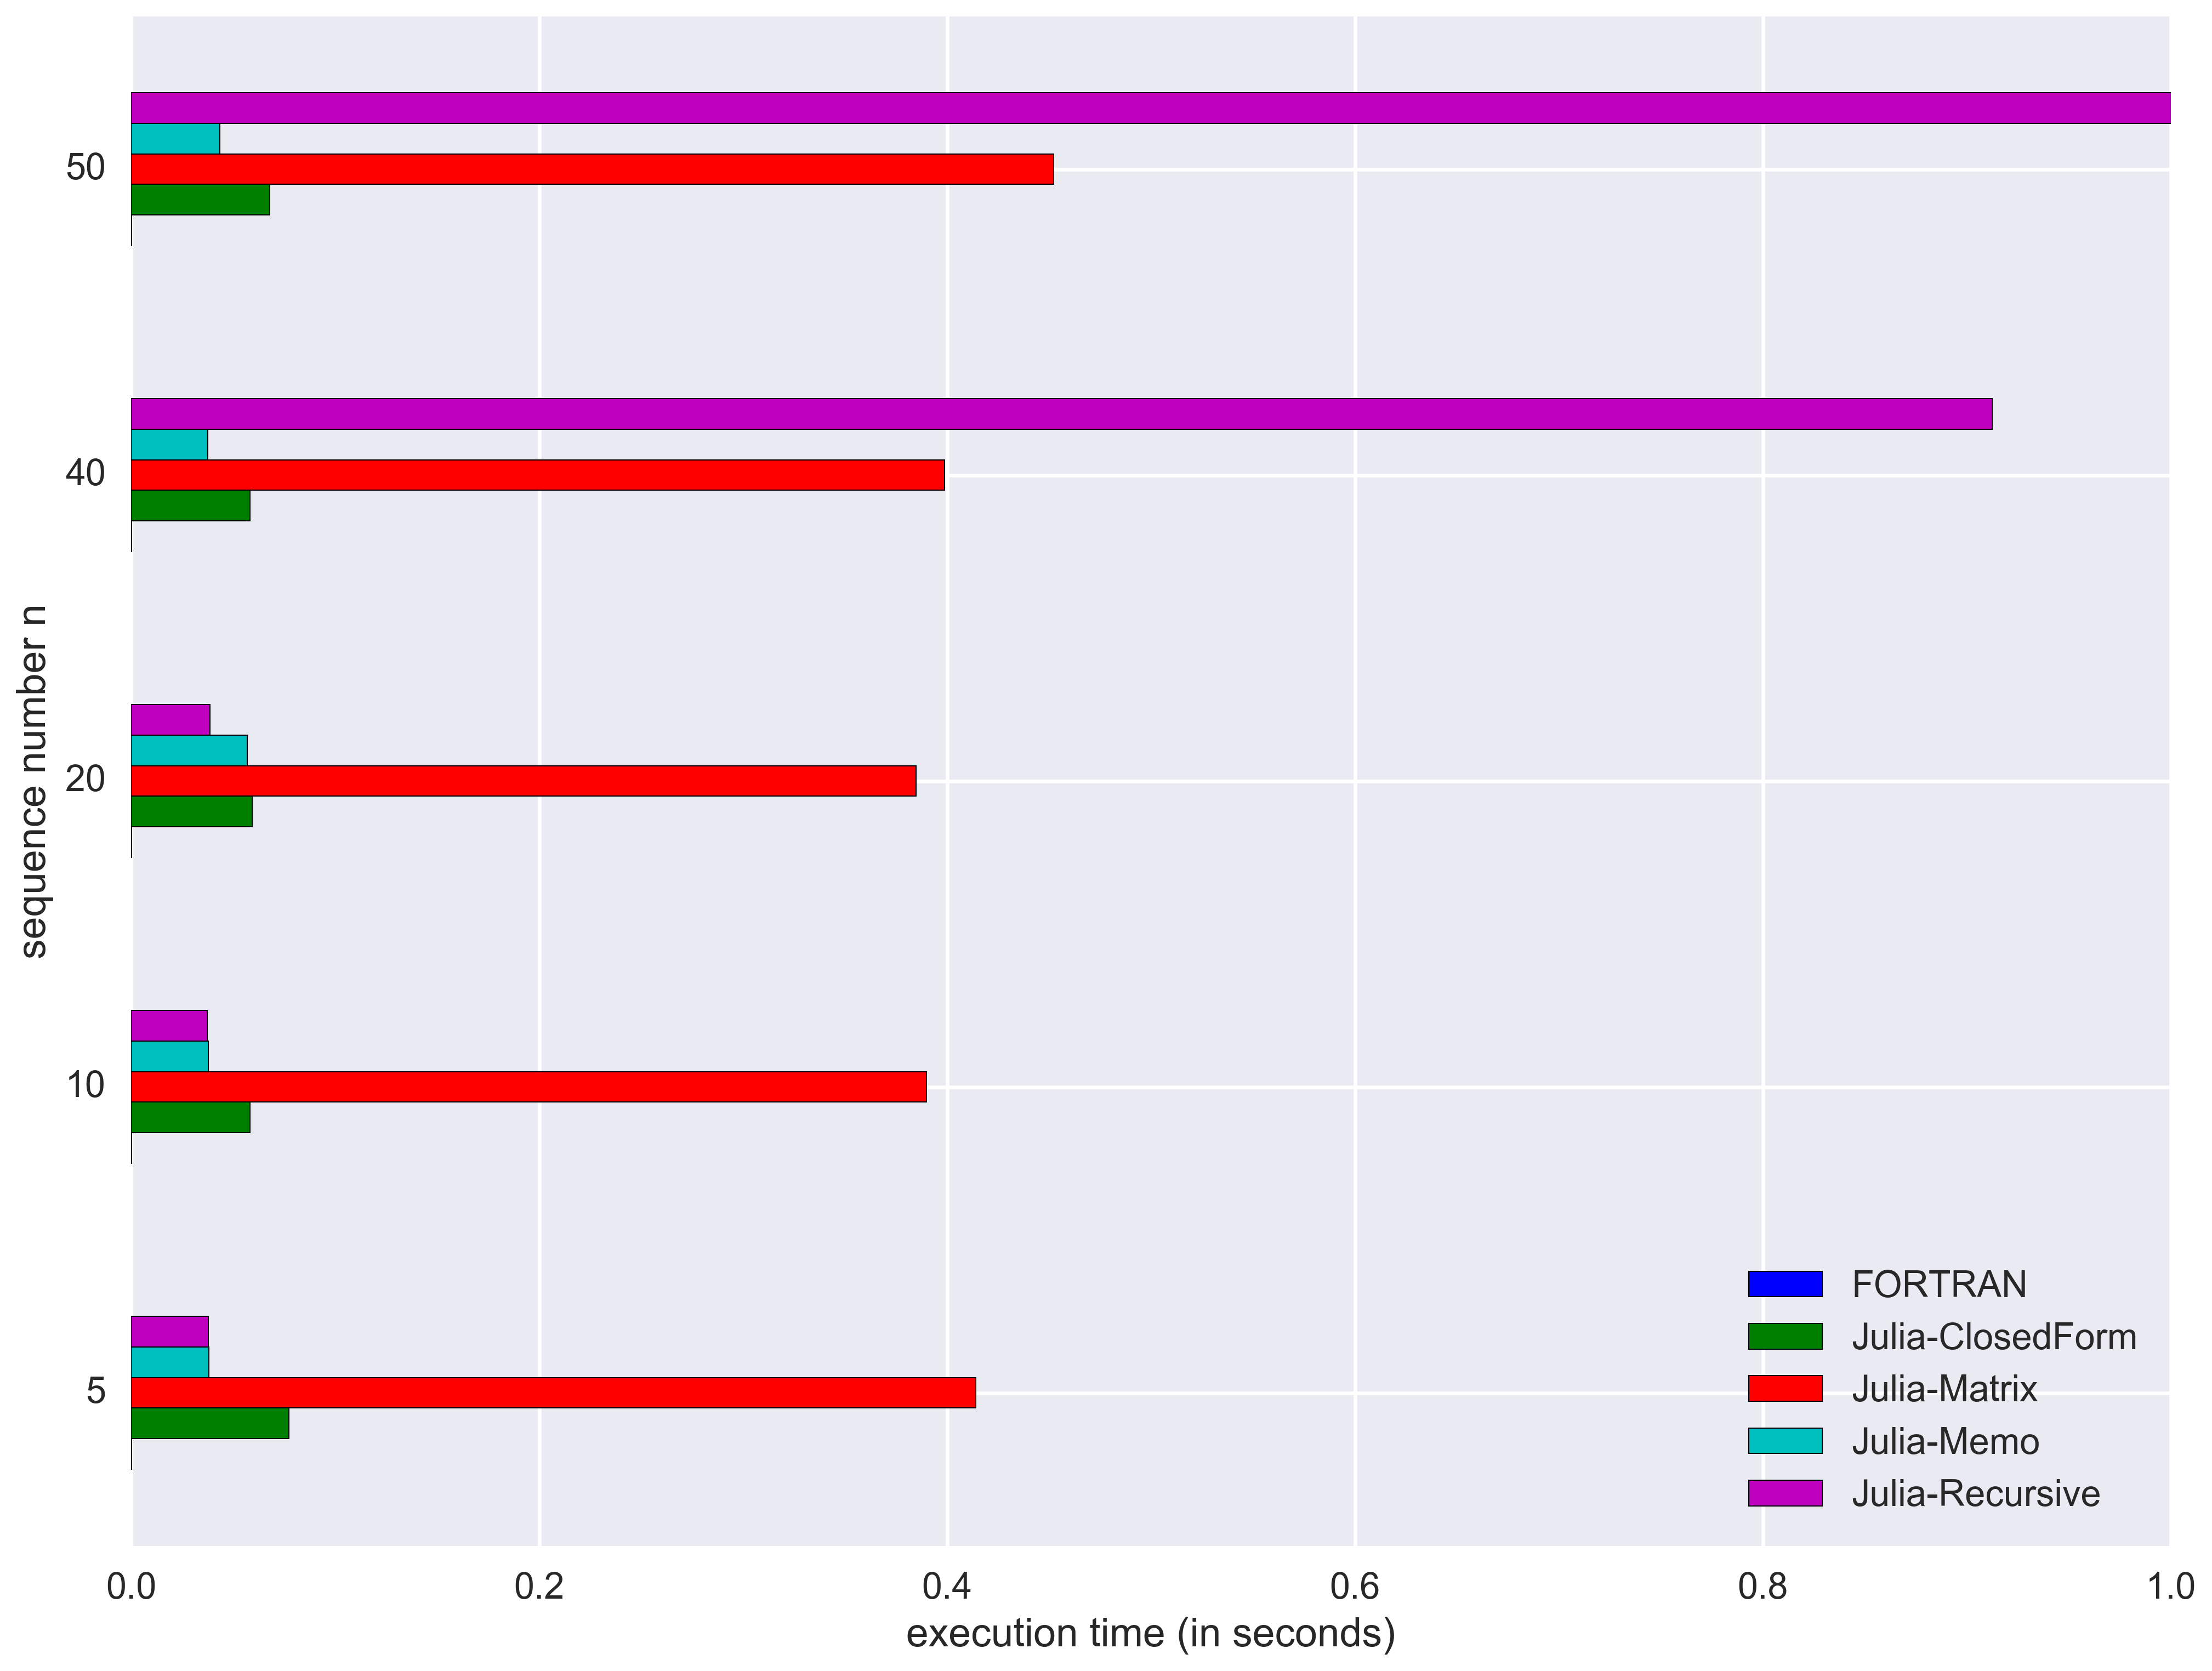 50
40
20
10
5
sequence number n
FORTRAN
Julia-ClosedForm
Julia-Matrix
Julia-Memo
Julia-Recursive
0.0 0.2 0.4 0.6 0.8 1.0
execution time (in seconds)